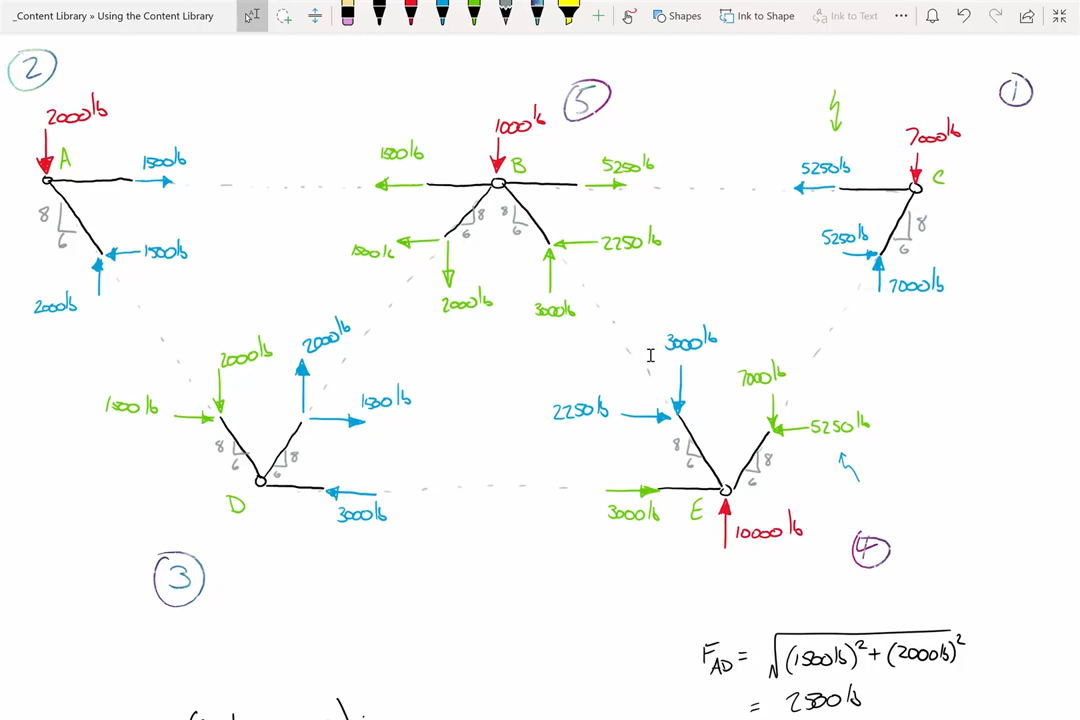 _Content Library » Using the Content Library
Shapes
Ink to Shape
Ink to Text
2
5
1
2000 lb
A
1500 lb
8
6
1500 lb
2000 lb
1000 lb
B
1500 lb
5250 lb
8
6
8
6
1500 lb
2000 lb
2250 lb
3000 lb
7000 lb
C
5250 lb
5250 lb
8
6
7000 lb
2000 lb
2000 lb
1500 lb
1500 lb
8
6
8
6
D
3000 lb
3
3000 lb
7000 lb
2250 lb
5250 lb
8
6
8
6
3000 lb
E
10000 lb
4
F_AD = √(1500 lb)² + (2000 lb)²
= 2500 lb